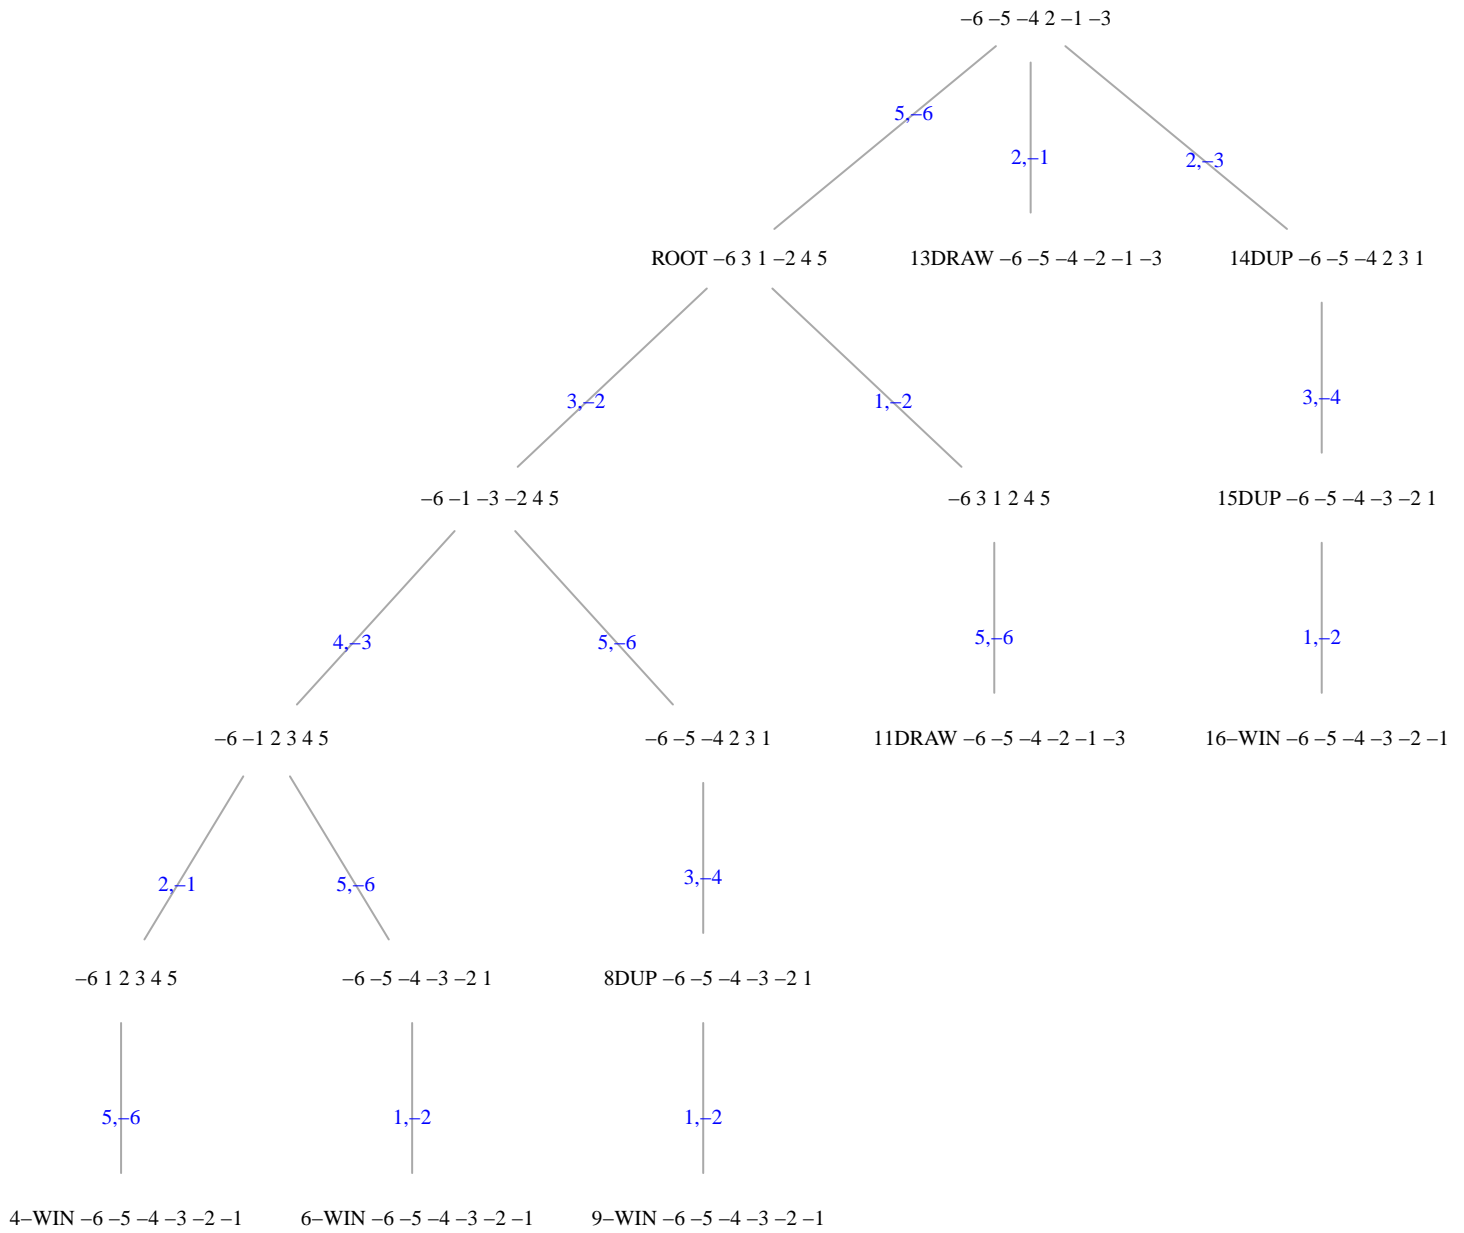 −6 −5 −4 2 −1 −3
5,−6
2,−1
2,−3
ROOT −6 3 1 −2 4 5
13DRAW −6 −5 −4 −2 −1 −3
14DUP −6 −5 −4 2 3 1
3,−2
1,−2
3,−4
−6 −1 −3 −2 4 5
−6 3 1 2 4 5
15DUP −6 −5 −4 −3 −2 1
4,−3
5,−6
5,−6
1,−2
−6 −1 2 3 4 5
−6 −5 −4 2 3 1
11DRAW −6 −5 −4 −2 −1 −3
16−WIN −6 −5 −4 −3 −2 −1
2,−1
5,−6
3,−4
−6 1 2 3 4 5
−6 −5 −4 −3 −2 1
8DUP −6 −5 −4 −3 −2 1
5,−6
1,−2
1,−2
4−WIN −6 −5 −4 −3 −2 −1
6−WIN −6 −5 −4 −3 −2 −1
9−WIN −6 −5 −4 −3 −2 −1